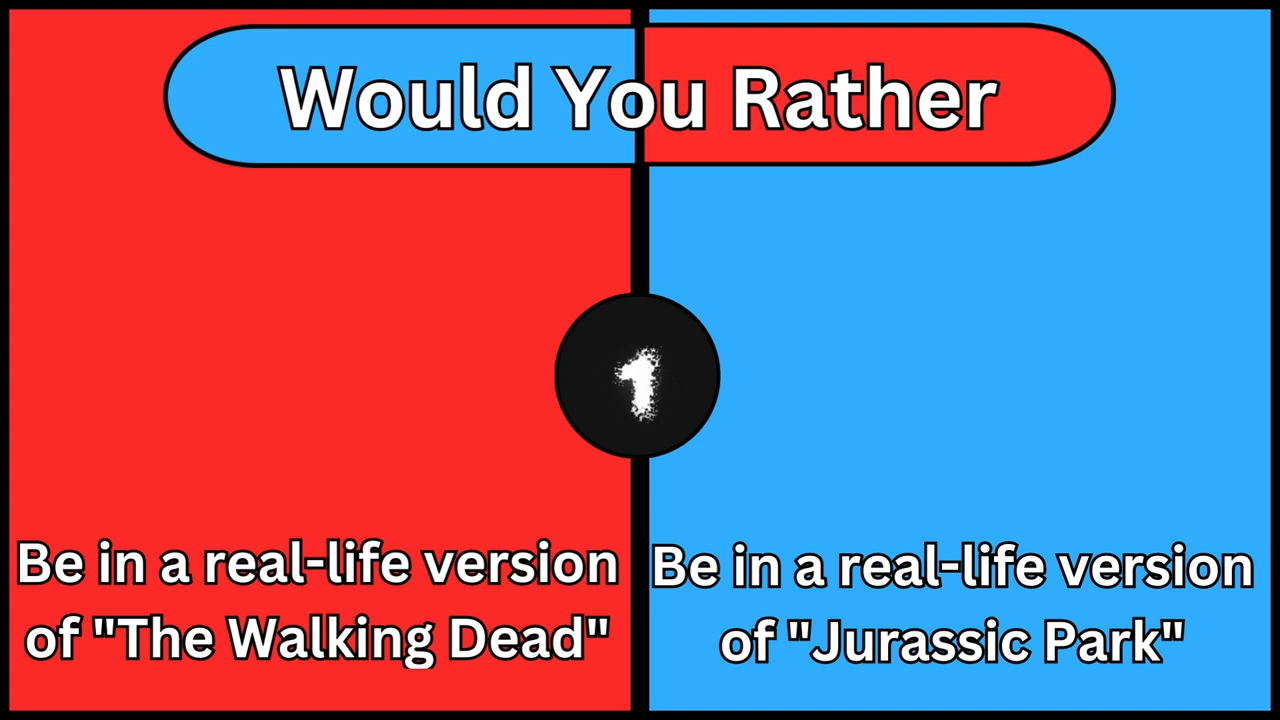 Would You Rather
1
Be in a real-life version
of "The Walking Dead"
Be in a real-life version
of "Jurassic Park"